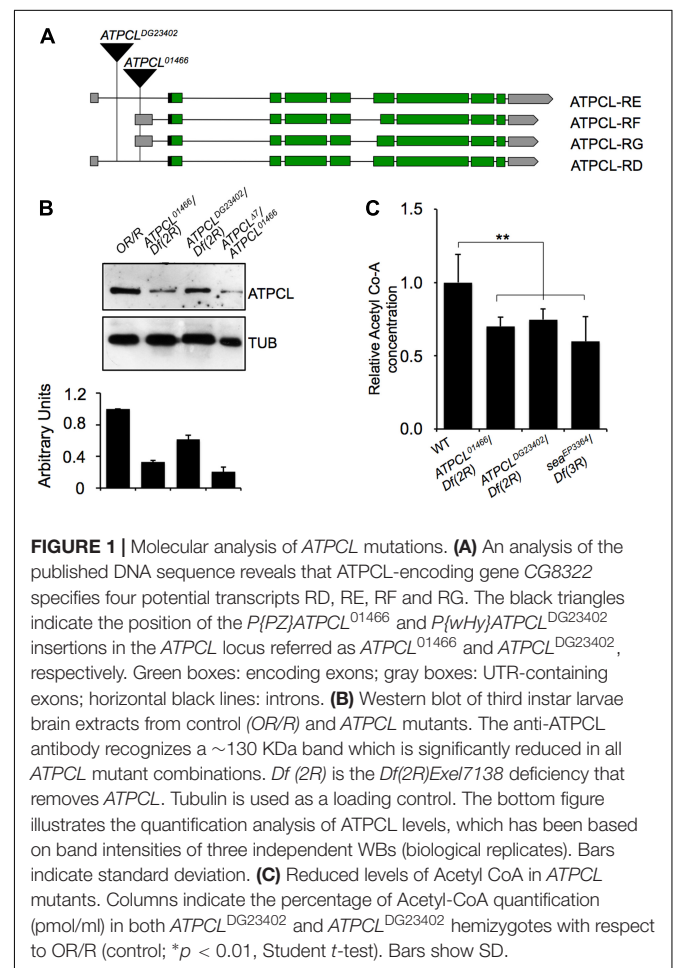 A
ATPCL^DG23402
ATPCL^01466
ATPCL-RE
ATPCL-RF
ATPCL-RG
ATPCL-RD
B
OR/R
ATPCL^01466/
Df(2R)
ATPCL^DG23402/
Df(2R)
ATPCL^Δ7/
ATPCL^01466
ATPCL
TUB
Arbitrary Units
1.2
0.8
0.4
0
C
Relative Acetyl Co-A
concentration
1.5
1.0
0.5
0.0
**
WT
ATPCL^01466/
Df(2R)
ATPCL^DG23402/
Df(2R)
sea^EP3364/
Df(3R)
FIGURE 1 | Molecular analysis of ATPCL mutations. (A) An analysis of the
published DNA sequence reveals that ATPCL-encoding gene CG8322
specifies four potential transcripts RD, RE, RF and RG. The black triangles
indicate the position of the P{PZ}ATPCL^01466 and P{wHy}ATPCL^DG23402
insertions in the ATPCL locus referred as ATPCL^01466 and ATPCL^DG23402,
respectively. Green boxes: encoding exons; gray boxes: UTR-containing
exons; horizontal black lines: introns. (B) Western blot of third instar larvae
brain extracts from control (OR/R) and ATPCL mutants. The anti-ATPCL
antibody recognizes a ∼130 KDa band which is significantly reduced in all
ATPCL mutant combinations. Df (2R) is the Df(2R)Exel7138 deficiency that
removes ATPCL. Tubulin is used as a loading control. The bottom figure
illustrates the quantification analysis of ATPCL levels, which has been based
on band intensities of three independent WBs (biological replicates). Bars
indicate standard deviation. (C) Reduced levels of Acetyl CoA in ATPCL
mutants. Columns indicate the percentage of Acetyl-CoA quantification
(pmol/ml) in both ATPCL^DG23402 and ATPCL^DG23402 hemizygotes with respect
to OR/R (control; *p < 0.01, Student t-test). Bars show SD.